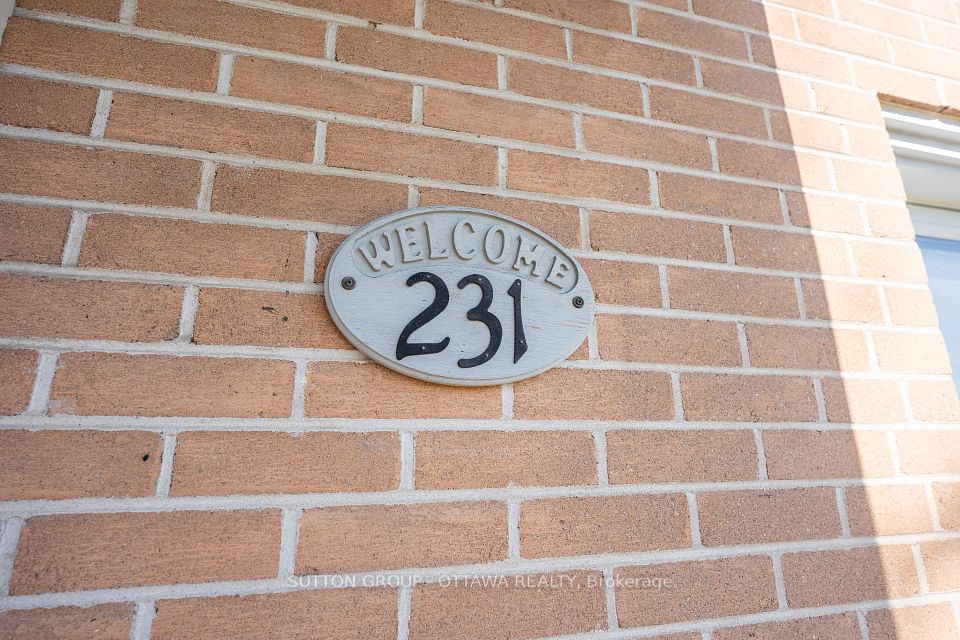 WELCOME
231
SUTTON GROUP - OTTAWA REALTY, Brokerage